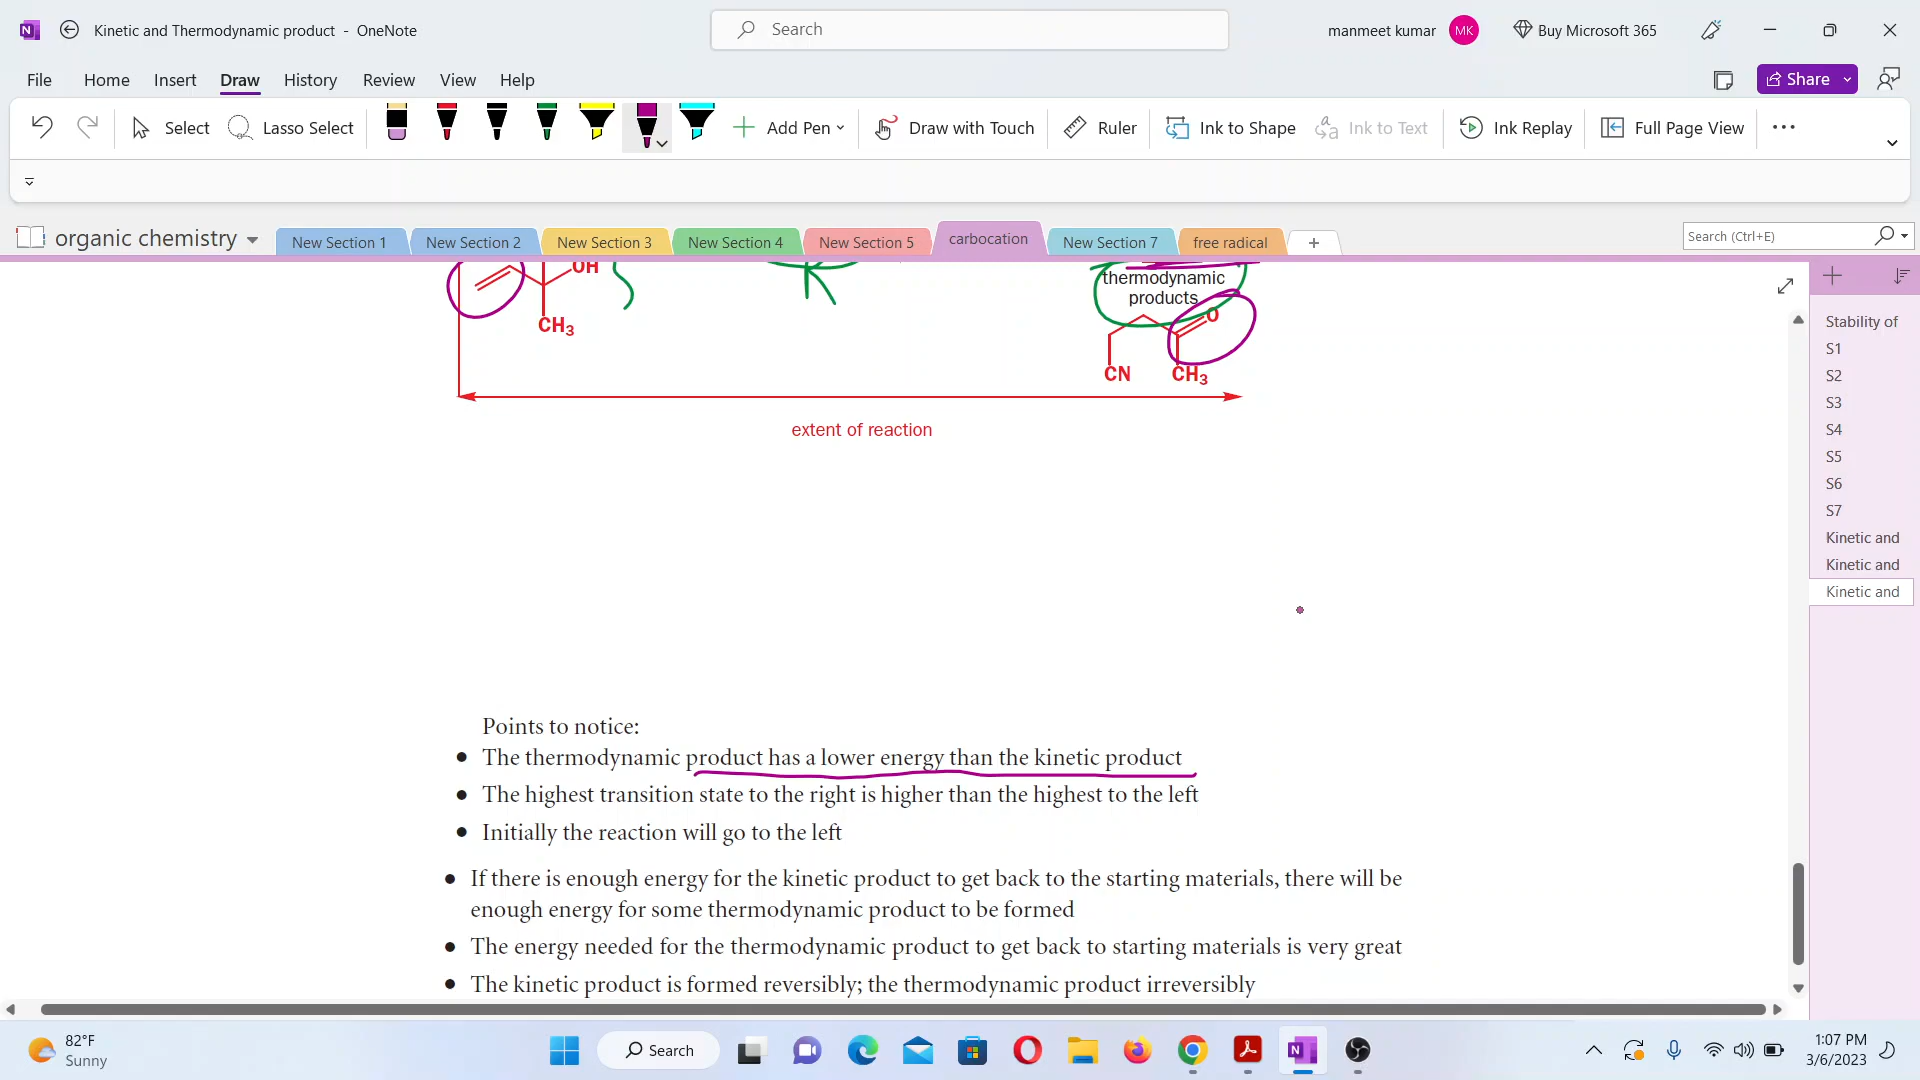 Kinetic and Thermodynamic product - OneNote
Search
manmeet kumar
MK
Buy Microsoft 365
File
Home
Insert
Draw
History
Review
View
Help
Share
Select
Lasso Select
Add Pen
Draw with Touch
Ruler
Ink to Shape
Ink to Text
Ink Replay
Full Page View
organic chemistry
New Section 1
New Section 2
New Section 3
New Section 4
New Section 5
carbocation
New Section 7
free radical
Search (Ctrl+E)
OH
CH3
thermodynamic
products
O
CN
CH3
extent of reaction
Points to notice:
• The thermodynamic product has a lower energy than the kinetic product
• The highest transition state to the right is higher than the highest to the left
• Initially the reaction will go to the left
• If there is enough energy for the kinetic product to get back to the starting materials, there will be
enough energy for some thermodynamic product to be formed
• The energy needed for the thermodynamic product to get back to starting materials is very great
• The kinetic product is formed reversibly; the thermodynamic product irreversibly
Stability of
S1
S2
S3
S4
S5
S6
S7
Kinetic and
Kinetic and
Kinetic and
82°F
Sunny
Search
1:07 PM
3/6/2023